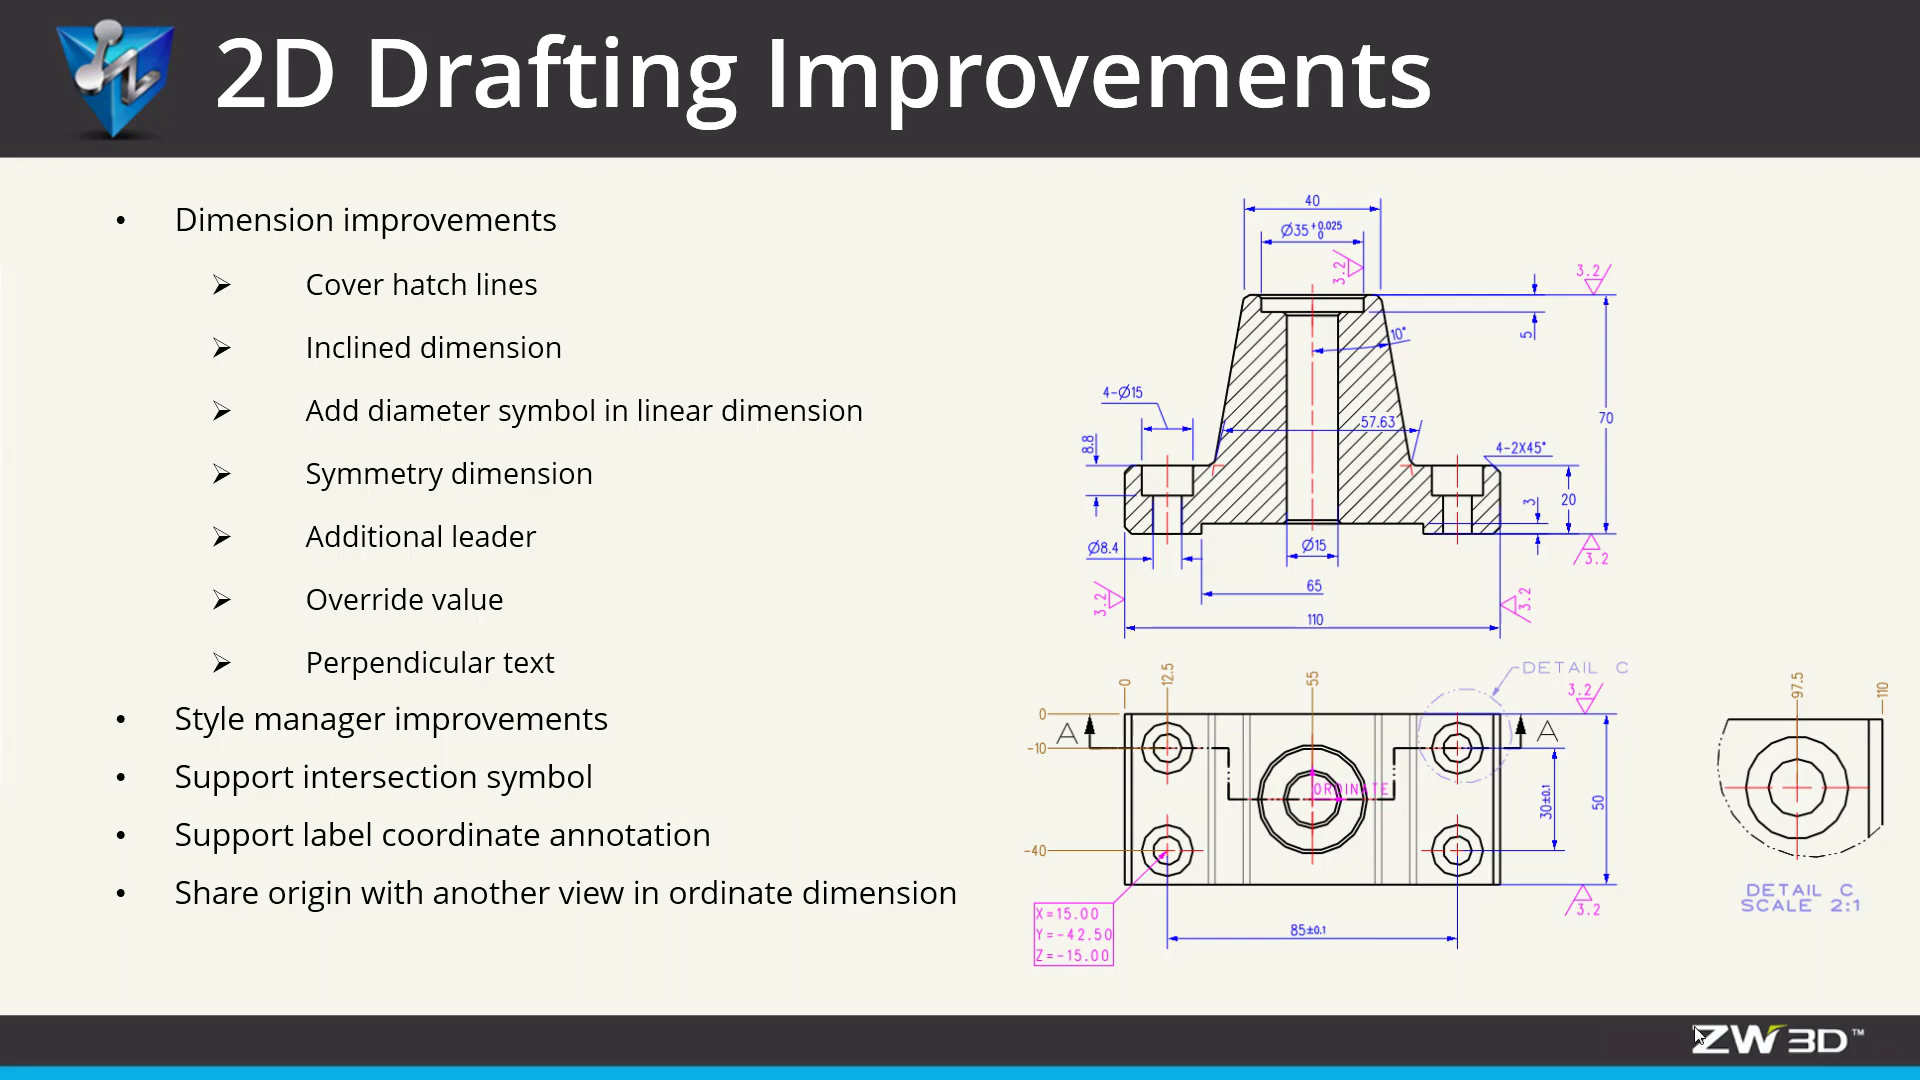 2D Drafting Improvements
• Dimension improvements
➢ Cover hatch lines
➢ Inclined dimension
➢ Add diameter symbol in linear dimension
➢ Symmetry dimension
➢ Additional leader
➢ Override value
➢ Perpendicular text
• Style manager improvements
• Support intersection symbol
• Support label coordinate annotation
• Share origin with another view in ordinate dimension
40
Ø35 +0.025 0
3.2
3.2
10°
5
4-Ø15
57.63
70
8.8
4-2X45°
3
20
Ø8.4
Ø15
3.2
65
3.2
3.2
110
DETAIL C
0
12.5
55
3.2
97.5
110
0
A
A
-10
ORDINATE
30±0.1
50
-40
DETAIL C
SCALE 2:1
X=15.00
Y=-42.50
Z=-15.00
3.2
85±0.1
ZW3D™